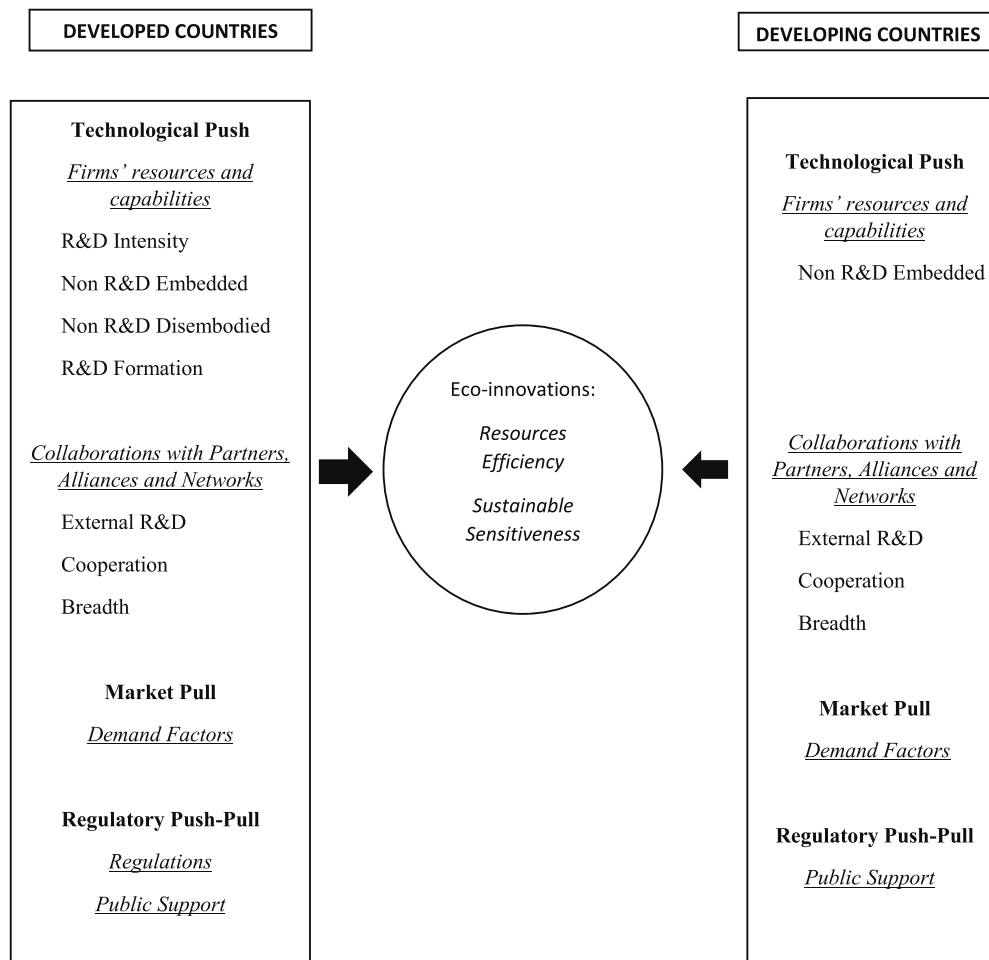 DEVELOPED COUNTRIES
Technological Push
Firms' resources and
capabilities
R&D Intensity
Non R&D Embedded
Non R&D Disembodied
R&D Formation
Collaborations with Partners,
Alliances and Networks
External R&D
Cooperation
Breadth
Market Pull
Demand Factors
Regulatory Push-Pull
Regulations
Public Support
Eco-innovations:
Resources
Efficiency
Sustainable
Sensitiveness
DEVELOPING COUNTRIES
Technological Push
Firms' resources and
capabilities
Non R&D Embedded
Collaborations with
Partners, Alliances and
Networks
External R&D
Cooperation
Breadth
Market Pull
Demand Factors
Regulatory Push-Pull
Public Support